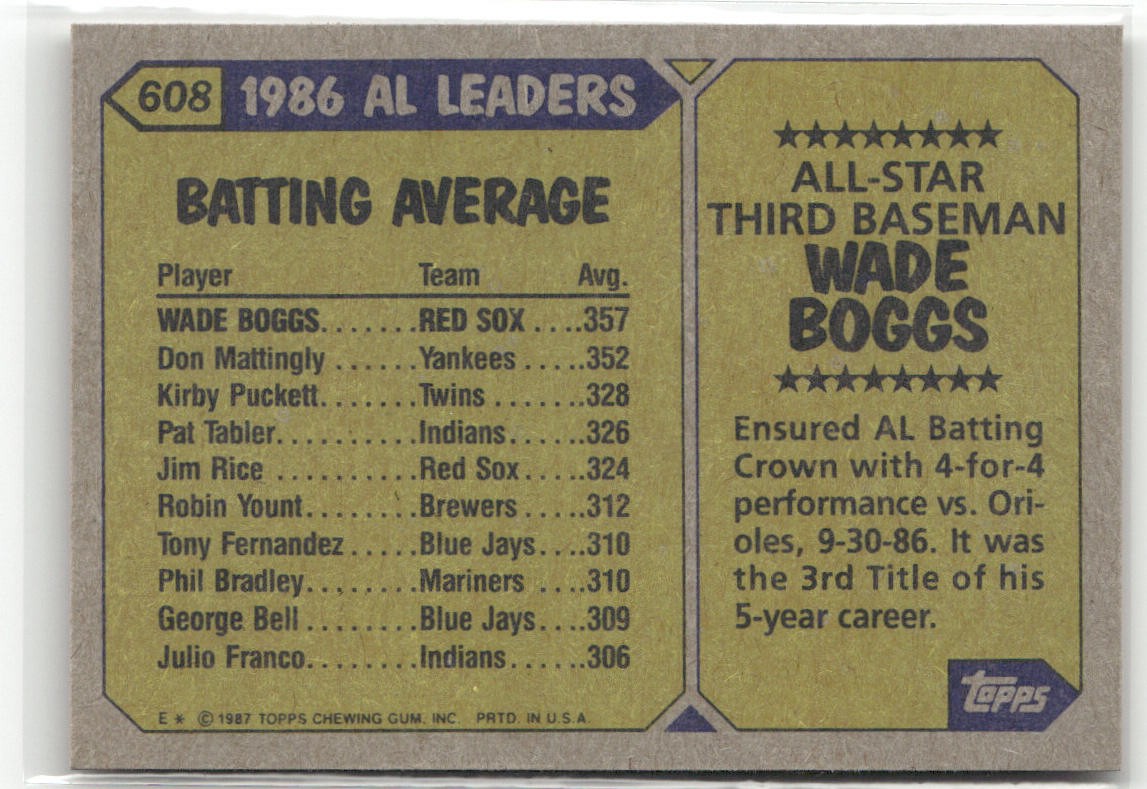 608 1986 AL LEADERS
BATTING AVERAGE
Player Team Avg.
WADE BOGGS.......RED SOX ....357
Don Mattingly ......Yankees .....352
Kirby Puckett.......Twins .......328
Pat Tabler..........Indians......326
Jim Rice ..........Red Sox.....324
Robin Yount........Brewers .....312
Tony Fernandez .....Blue Jays....310
Phil Bradley........Mariners ....310
George Bell ........Blue Jays....309
Julio Franco........Indians......306
E * © 1987 TOPPS CHEWING GUM, INC. PRTD. IN U.S.A.
★★★★★★★★
ALL-STAR
THIRD BASEMAN
WADE
BOGGS
★★★★★★★★
Ensured AL Batting
Crown with 4-for-4
performance vs. Ori-
oles, 9-30-86. It was
the 3rd Title of his
5-year career.
topps